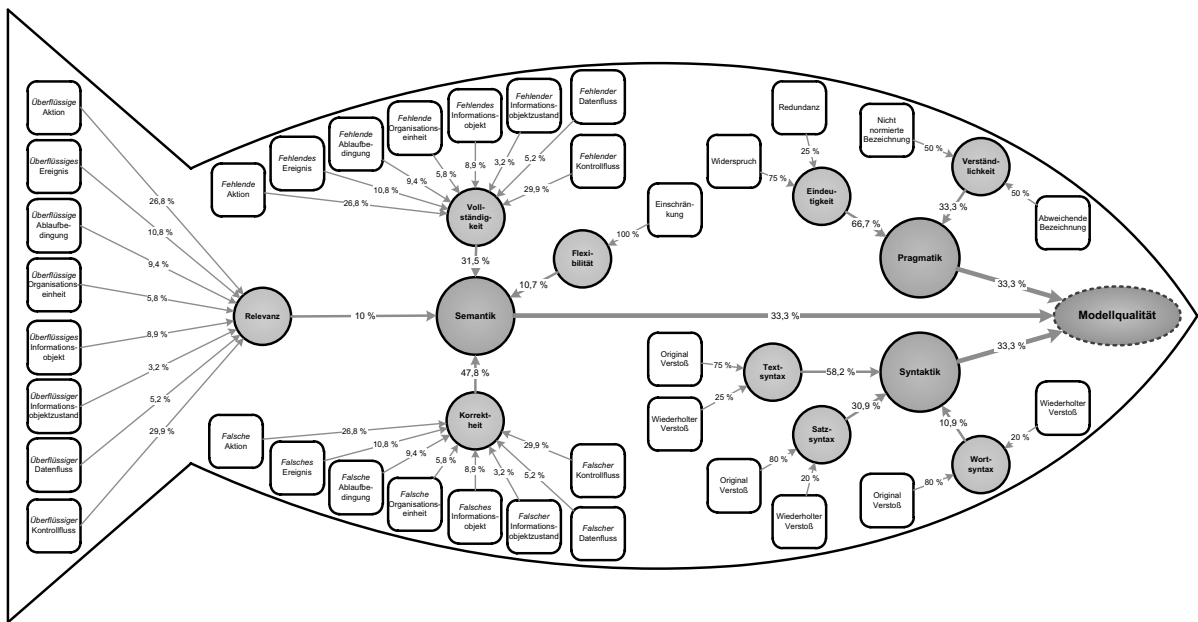 Überflüssige
Aktion
Überflüssiges
Ereignis
Überflüssige
Ablaufbe-
dingung
Überflüssige
Organisations-
einheit
Überflüssiges
Informations-
objekt
Überflüssiger
Informations-
objektzustand
Überflüssiger
Datenfluss
Überflüssiger
Kontrollfluss
26,8 %
10,8 %
9,4 %
5,8 %
8,9 %
3,2 %
5,2 %
29,9 %
Relevanz
10 %
Fehlende
Aktion
Fehlendes
Ereignis
Fehlende
Ablaufbe-
dingung
Fehlende
Organisations-
einheit
Fehlendes
Informations-
objekt
Fehlender
Informations-
objektzustand
Fehlender
Datenfluss
Fehlender
Kontrollfluss
26,8 %
10,8 %
9,4 %
5,8 %
8,9 %
3,2 %
5,2 %
29,9 %
Voll-
ständig-
keit
31,5 %
Einschrän-
kung
100 %
Flexi-
bilität
10,7 %
Semantik
33,3 %
47,8 %
Korrekt-
heit
26,8 %
10,8 %
9,4 %
5,8 %
8,9 %
3,2 %
5,2 %
29,9 %
Falsche
Aktion
Falsches
Ereignis
Falsche
Ablaufbe-
dingung
Falsche
Organisations-
einheit
Falsches
Informations-
objekt
Falscher
Informations-
objektzustand
Falscher
Datenfluss
Falscher
Kontrollfluss
Redundanz
25 %
Widerspruch
75 %
Eindeu-
tigkeit
66,7 %
Nicht
normierte
Bezeichnung
50 %
Verständ-
lichkeit
50 %
Abweichende
Bezeichnung
33,3 %
Pragmatik
33,3 %
Modellqualität
33,3 %
Original
Verstoß
75 %
Wiederholter
Verstoß
25 %
Text-
syntax
58,2 %
Syntaktik
Satz-
syntax
30,9 %
Original
Verstoß
80 %
Wiederholter
Verstoß
20 %
10,9 %
Wort-
syntax
Original
Verstoß
80 %
Wiederholter
Verstoß
20 %